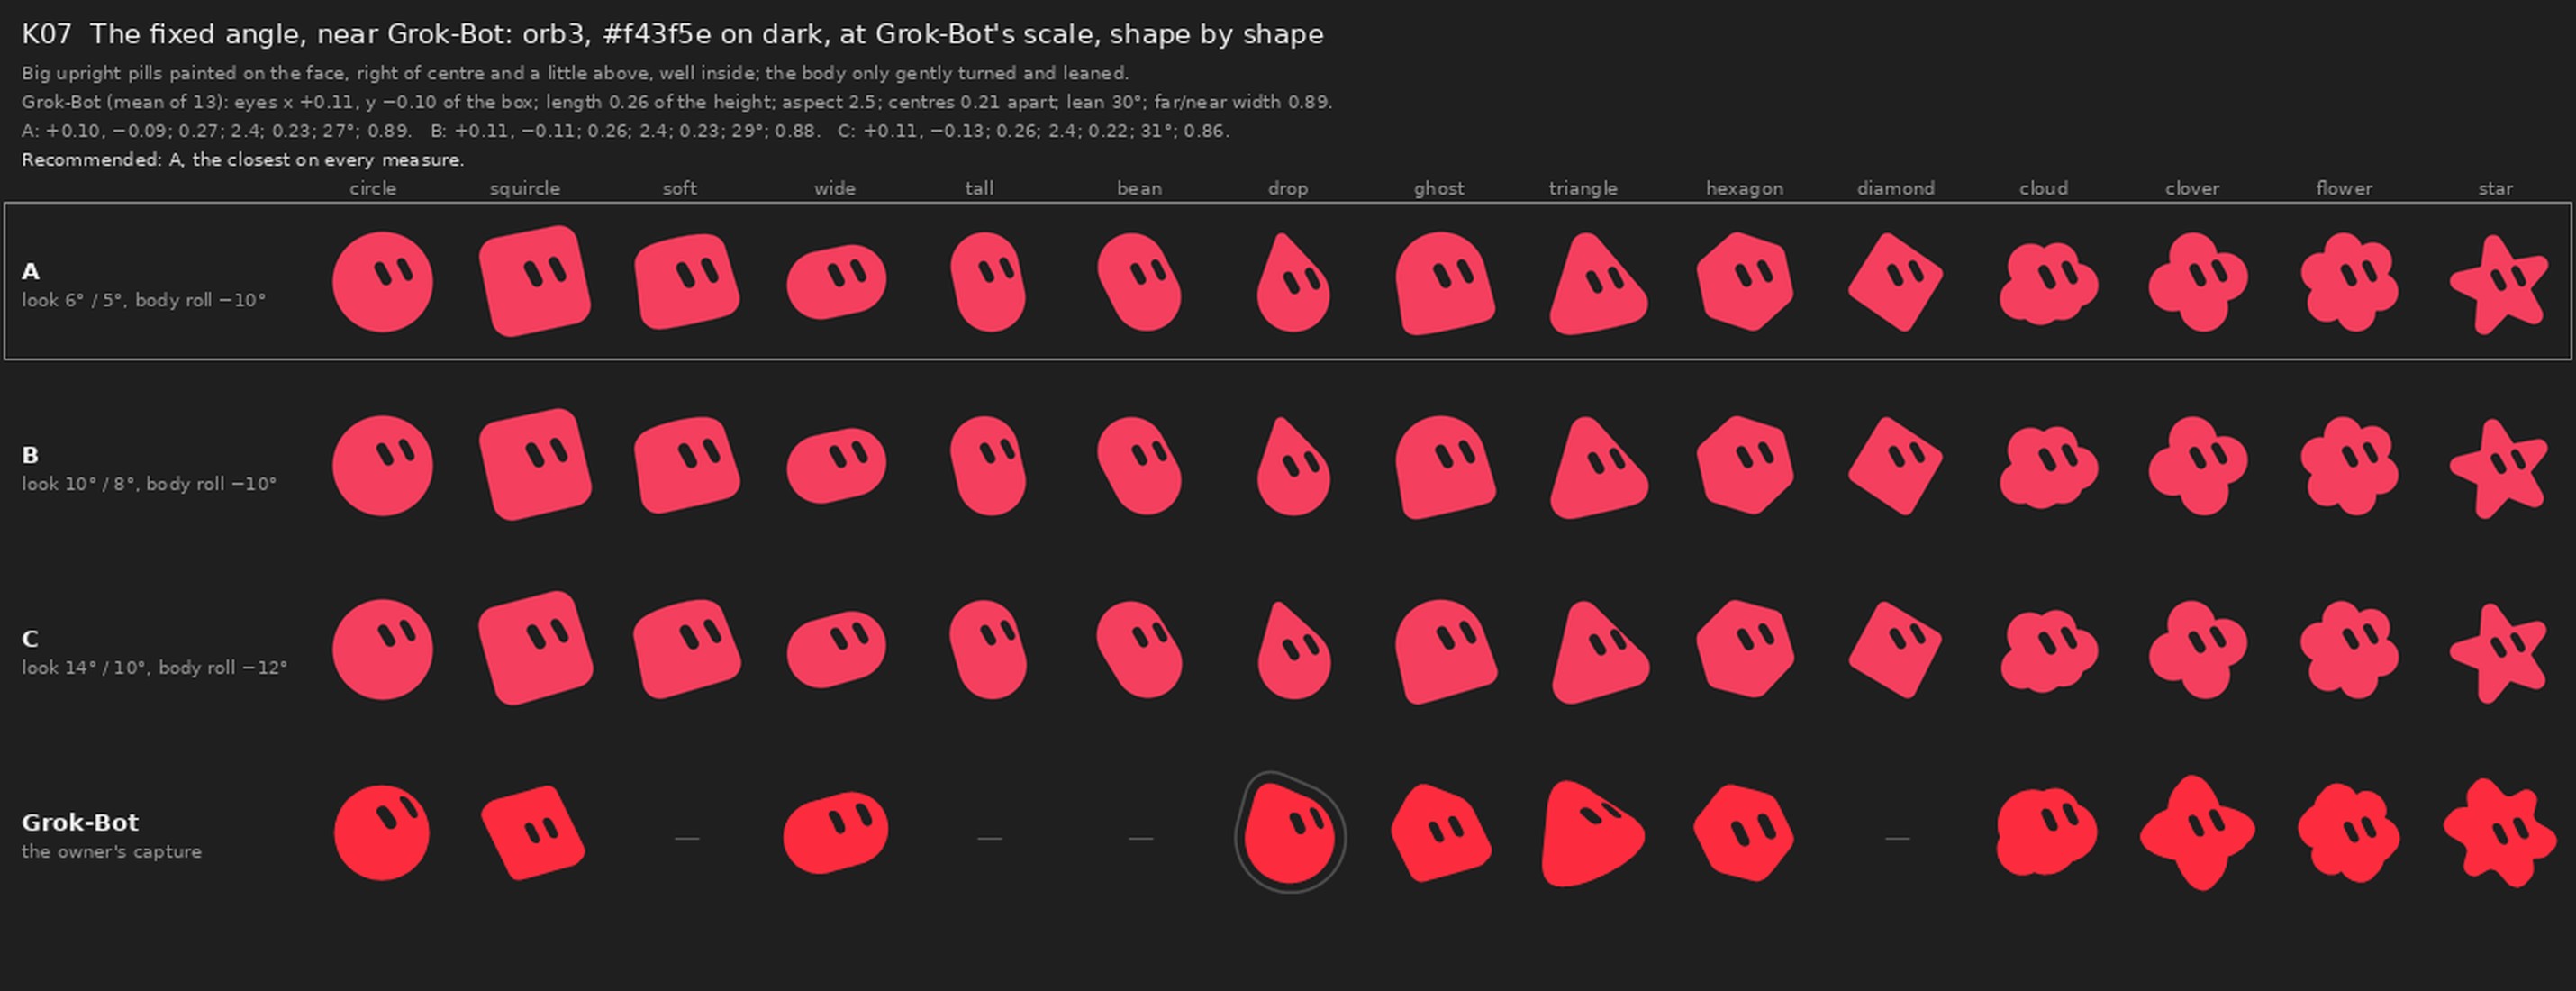 K07 The fixed angle, near Grok-Bot: orb3, #f43f5e on dark, at Grok-Bot's scale, shape by shape
Big upright pills painted on the face, right of centre and a little above, well inside; the body only gently turned and leaned.
Grok-Bot (mean of 13): eyes x +0.11, y −0.10 of the box; length 0.26 of the height; aspect 2.5; centres 0.21 apart; lean 30°; far/near width 0.89.
A: +0.10, −0.09; 0.27; 2.4; 0.23; 27°; 0.89. B: +0.11, −0.11; 0.26; 2.4; 0.23; 29°; 0.88. C: +0.11, −0.13; 0.26; 2.4; 0.22; 31°; 0.86.
Recommended: A, the closest on every measure.
circle squircle soft wide tall bean drop ghost triangle hexagon diamond cloud clover flower star
A
look 6° / 5°, body roll −10°
B
look 10° / 8°, body roll −10°
C
look 14° / 10°, body roll −12°
Grok-Bot
the owner's capture
— — — —